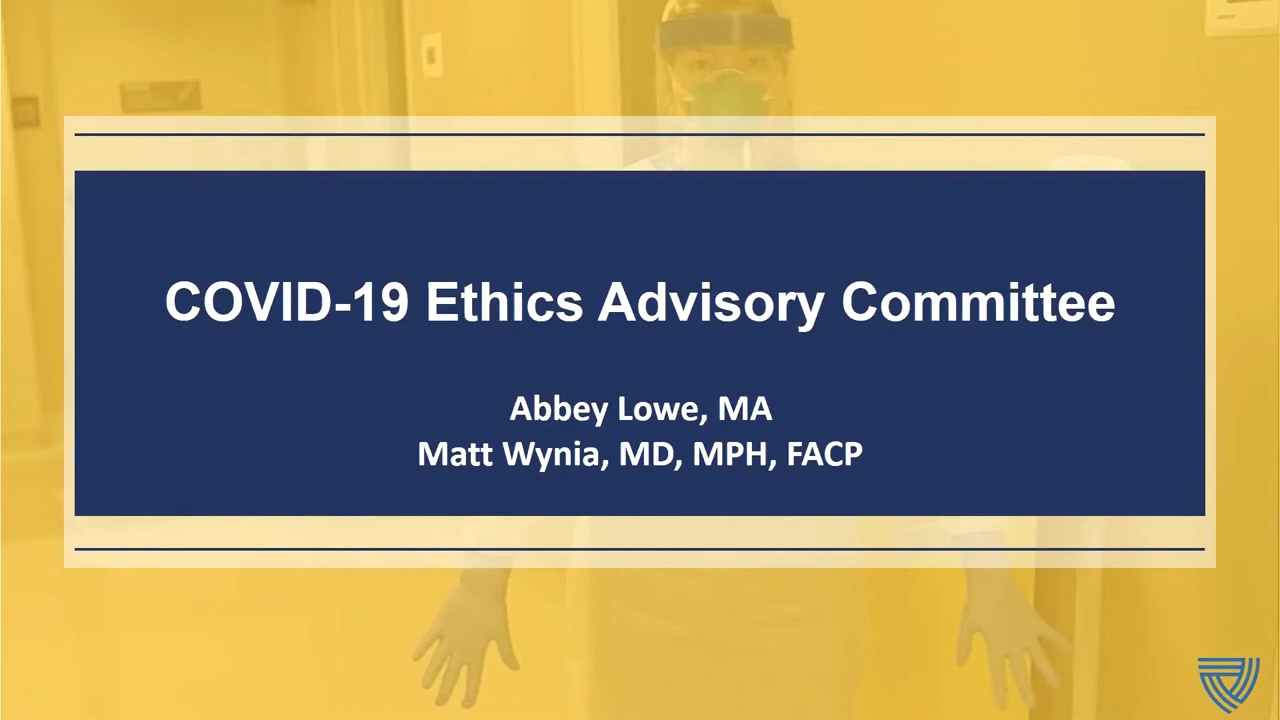 COVID-19 Ethics Advisory Committee
Abbey Lowe, MA
Matt Wynia, MD, MPH, FACP